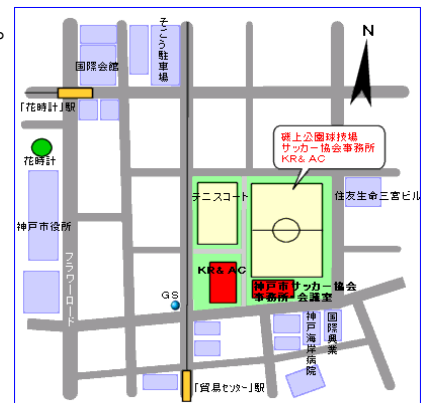 そごう駐車場
N
国際会館
「花時計」駅
磯上公園球技場
サッカー協会事務所
KR& AC
花時計
テニスコート
住友生命三宮ビル
神戸市役所
フラワーロード
KR& AC
神戸市サッカー協会
事務所 会議室
GS
神戸海岸病院
国際興業
「貿易センター」駅